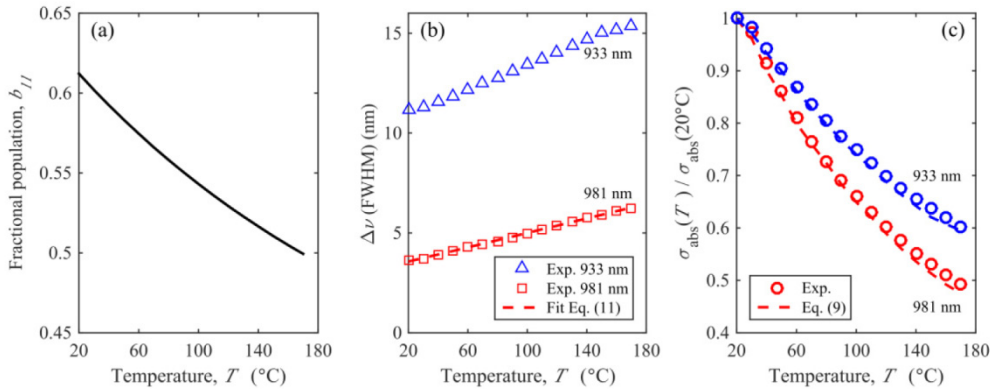 (a)
0.65
0.6
0.55
0.5
0.45
Fractional population, b₁₁
20 60 100 140 180
Temperature, T (°C)
(b)
15
10
5
0
Δν (FWHM) (nm)
933 nm
981 nm
Exp. 933 nm
Exp. 981 nm
Fit Eq. (11)
20 60 100 140 180
Temperature, T (°C)
(c)
1
0.9
0.8
0.7
0.6
0.5
0.4
σabs(T) / σabs(20°C)
933 nm
981 nm
Exp.
Eq. (9)
20 60 100 140 180
Temperature, T (°C)